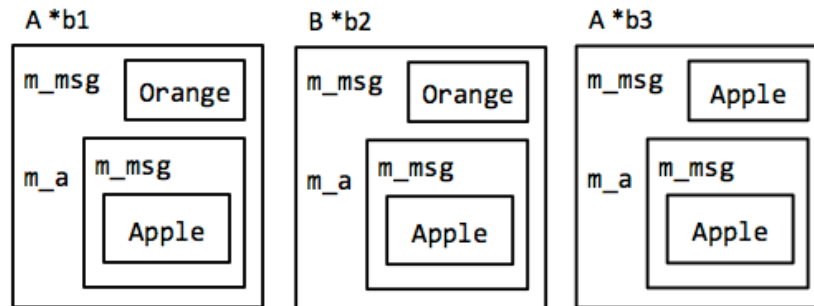 A *b1
m_msg
Orange
m_a
m_msg
Apple
B *b2
m_msg
Orange
m_a
m_msg
Apple
A *b3
m_msg
Apple
m_a
m_msg
Apple